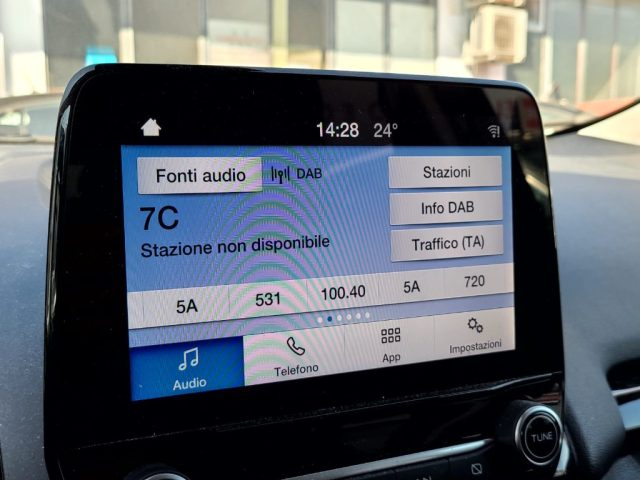 14:28 24°
Fonti audio DAB Stazioni
7C Info DAB
Stazione non disponibile Traffico (TA)
5A 531 100.40 5A 720
Audio Telefono App Impostazioni
TUNE